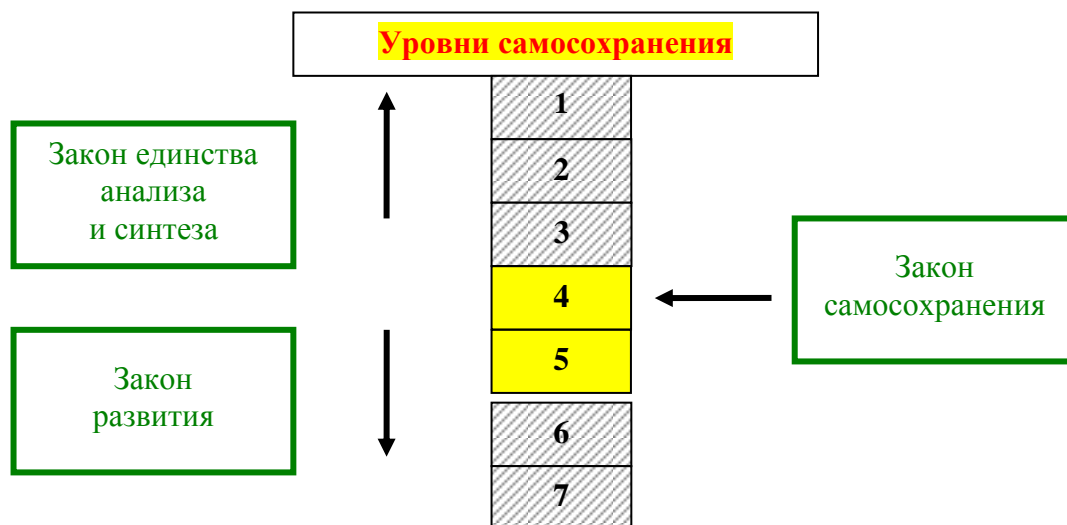 Уровни самосохранения
1
Закон единства
анализа
и синтеза
2
3
Закон
самосохранения
4
5
Закон
развития
6
7